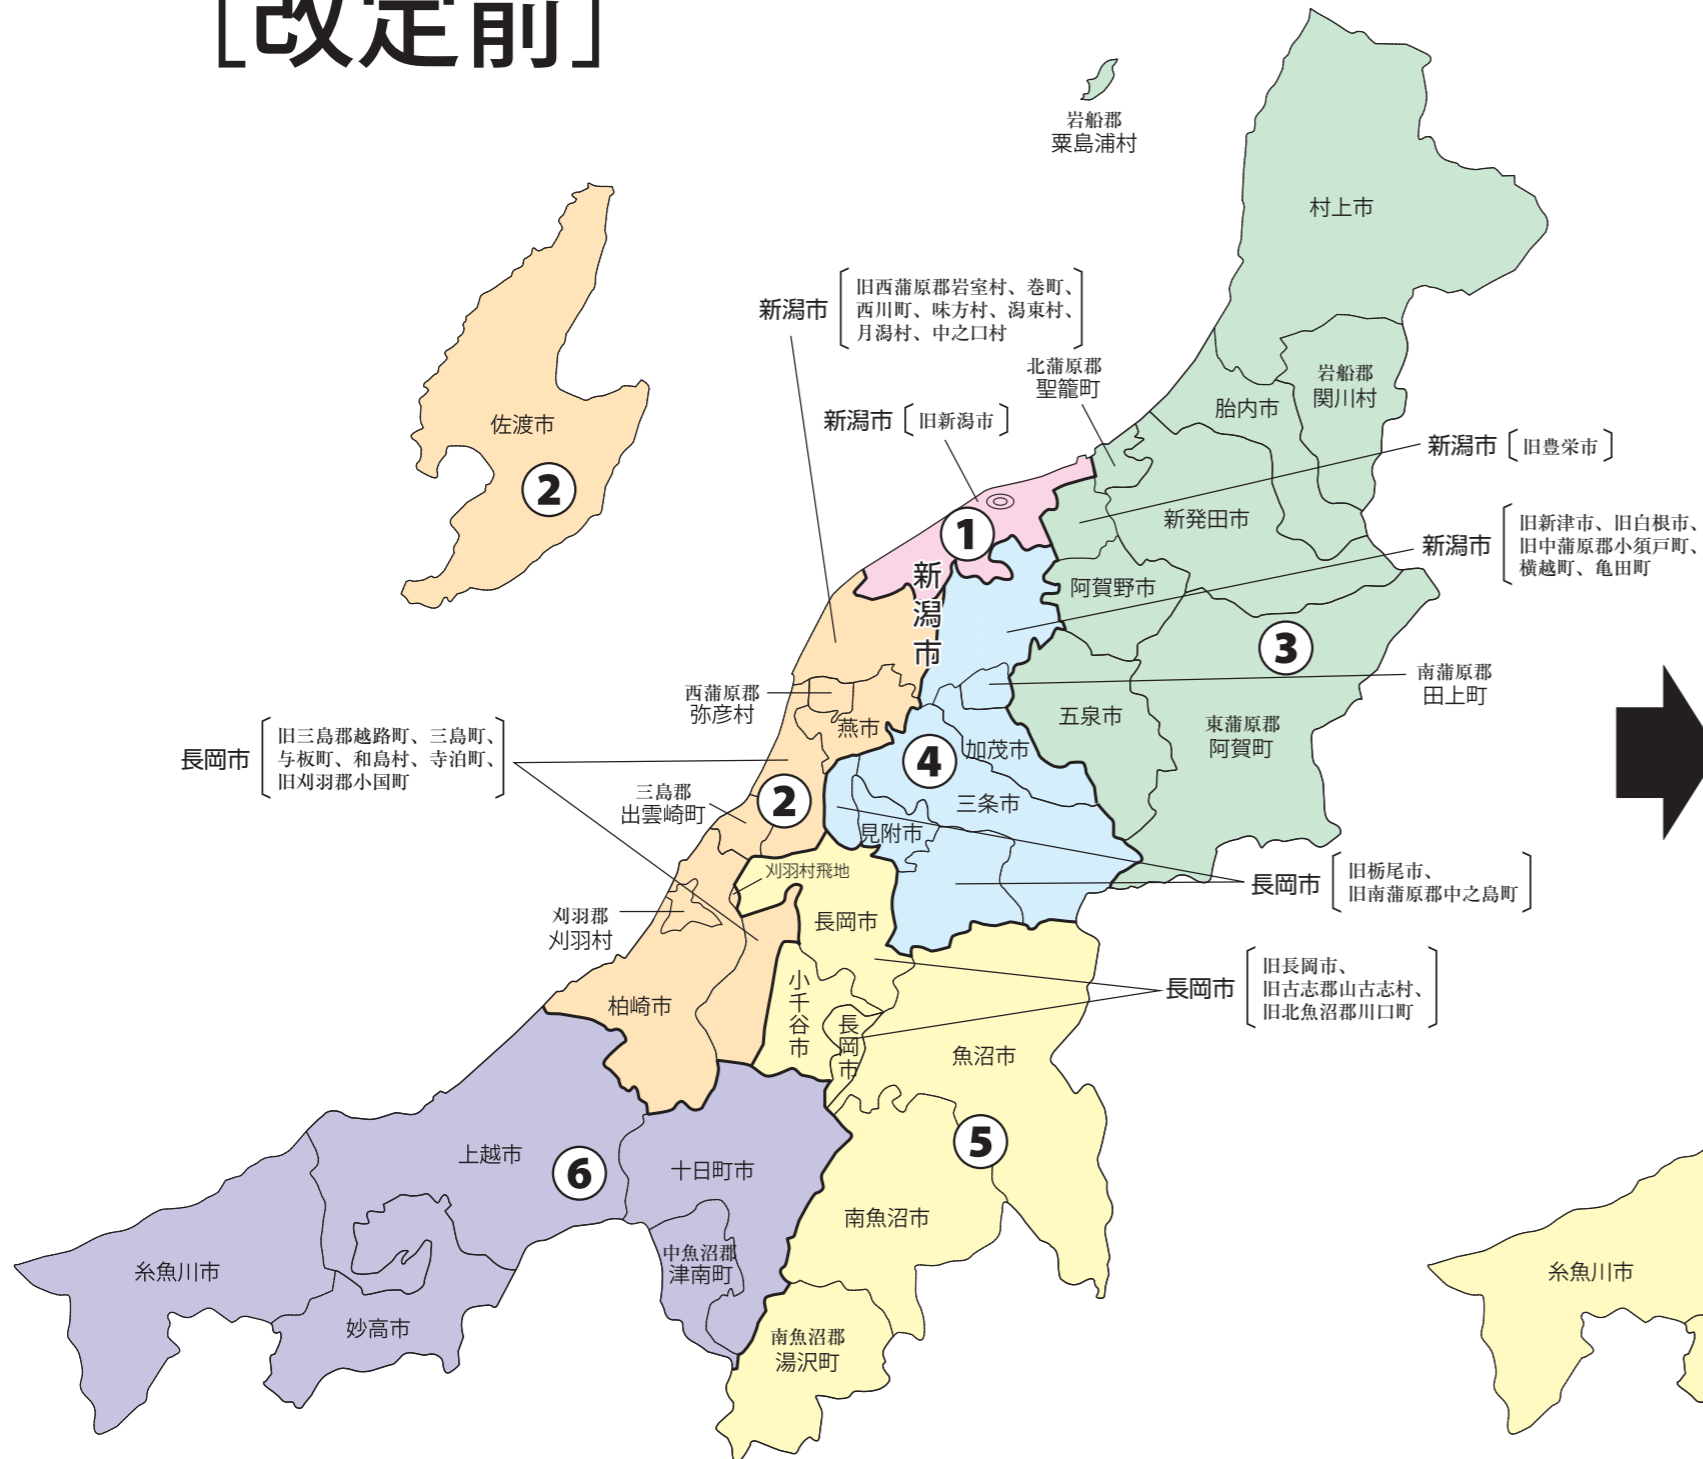 ［改定前］
岩船郡
粟島浦村
村上市
新潟市
旧西蒲原郡岩室村、巻町、
西川町、味方村、潟東村、
月潟村、中之口村
北蒲原郡
聖籠町
岩船郡
関川村
胎内市
佐渡市
2
新潟市
旧新潟市
新潟市
旧豊栄市
新発田市
1
新潟市
旧新津市、旧白根市、
旧中蒲原郡小須戸町、
横越町、亀田町
新潟市
阿賀野市
3
南蒲原郡
田上町
西蒲原郡
弥彦村
燕市
五泉市
東蒲原郡
阿賀町
長岡市
旧三島郡越路町、三島町、
与板町、和島村、寺泊町、
旧刈羽郡小国町
4
加茂市
三島郡
出雲崎町
2
三条市
見附市
刈羽村飛地
長岡市
旧栃尾市、
旧南蒲原郡中之島町
刈羽郡
刈羽村
長岡市
長岡市
旧長岡市、
旧古志郡山古志村、
旧北魚沼郡川口町
柏崎市
小千谷市
長岡市
魚沼市
5
上越市
6
十日町市
南魚沼市
中魚沼郡
津南町
糸魚川市
糸魚川市
妙高市
南魚沼郡
湯沢町